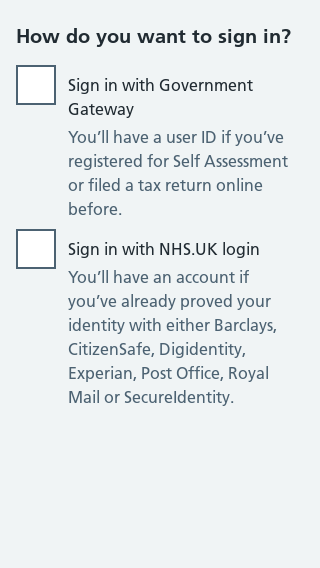 How do you want to sign in?
Sign in with Government
Gateway
You’ll have a user ID if you’ve
registered for Self Assessment
or filed a tax return online
before.
Sign in with NHS.UK login
You’ll have an account if
you’ve already proved your
identity with either Barclays,
CitizenSafe, Digidentity,
Experian, Post Office, Royal
Mail or SecureIdentity.